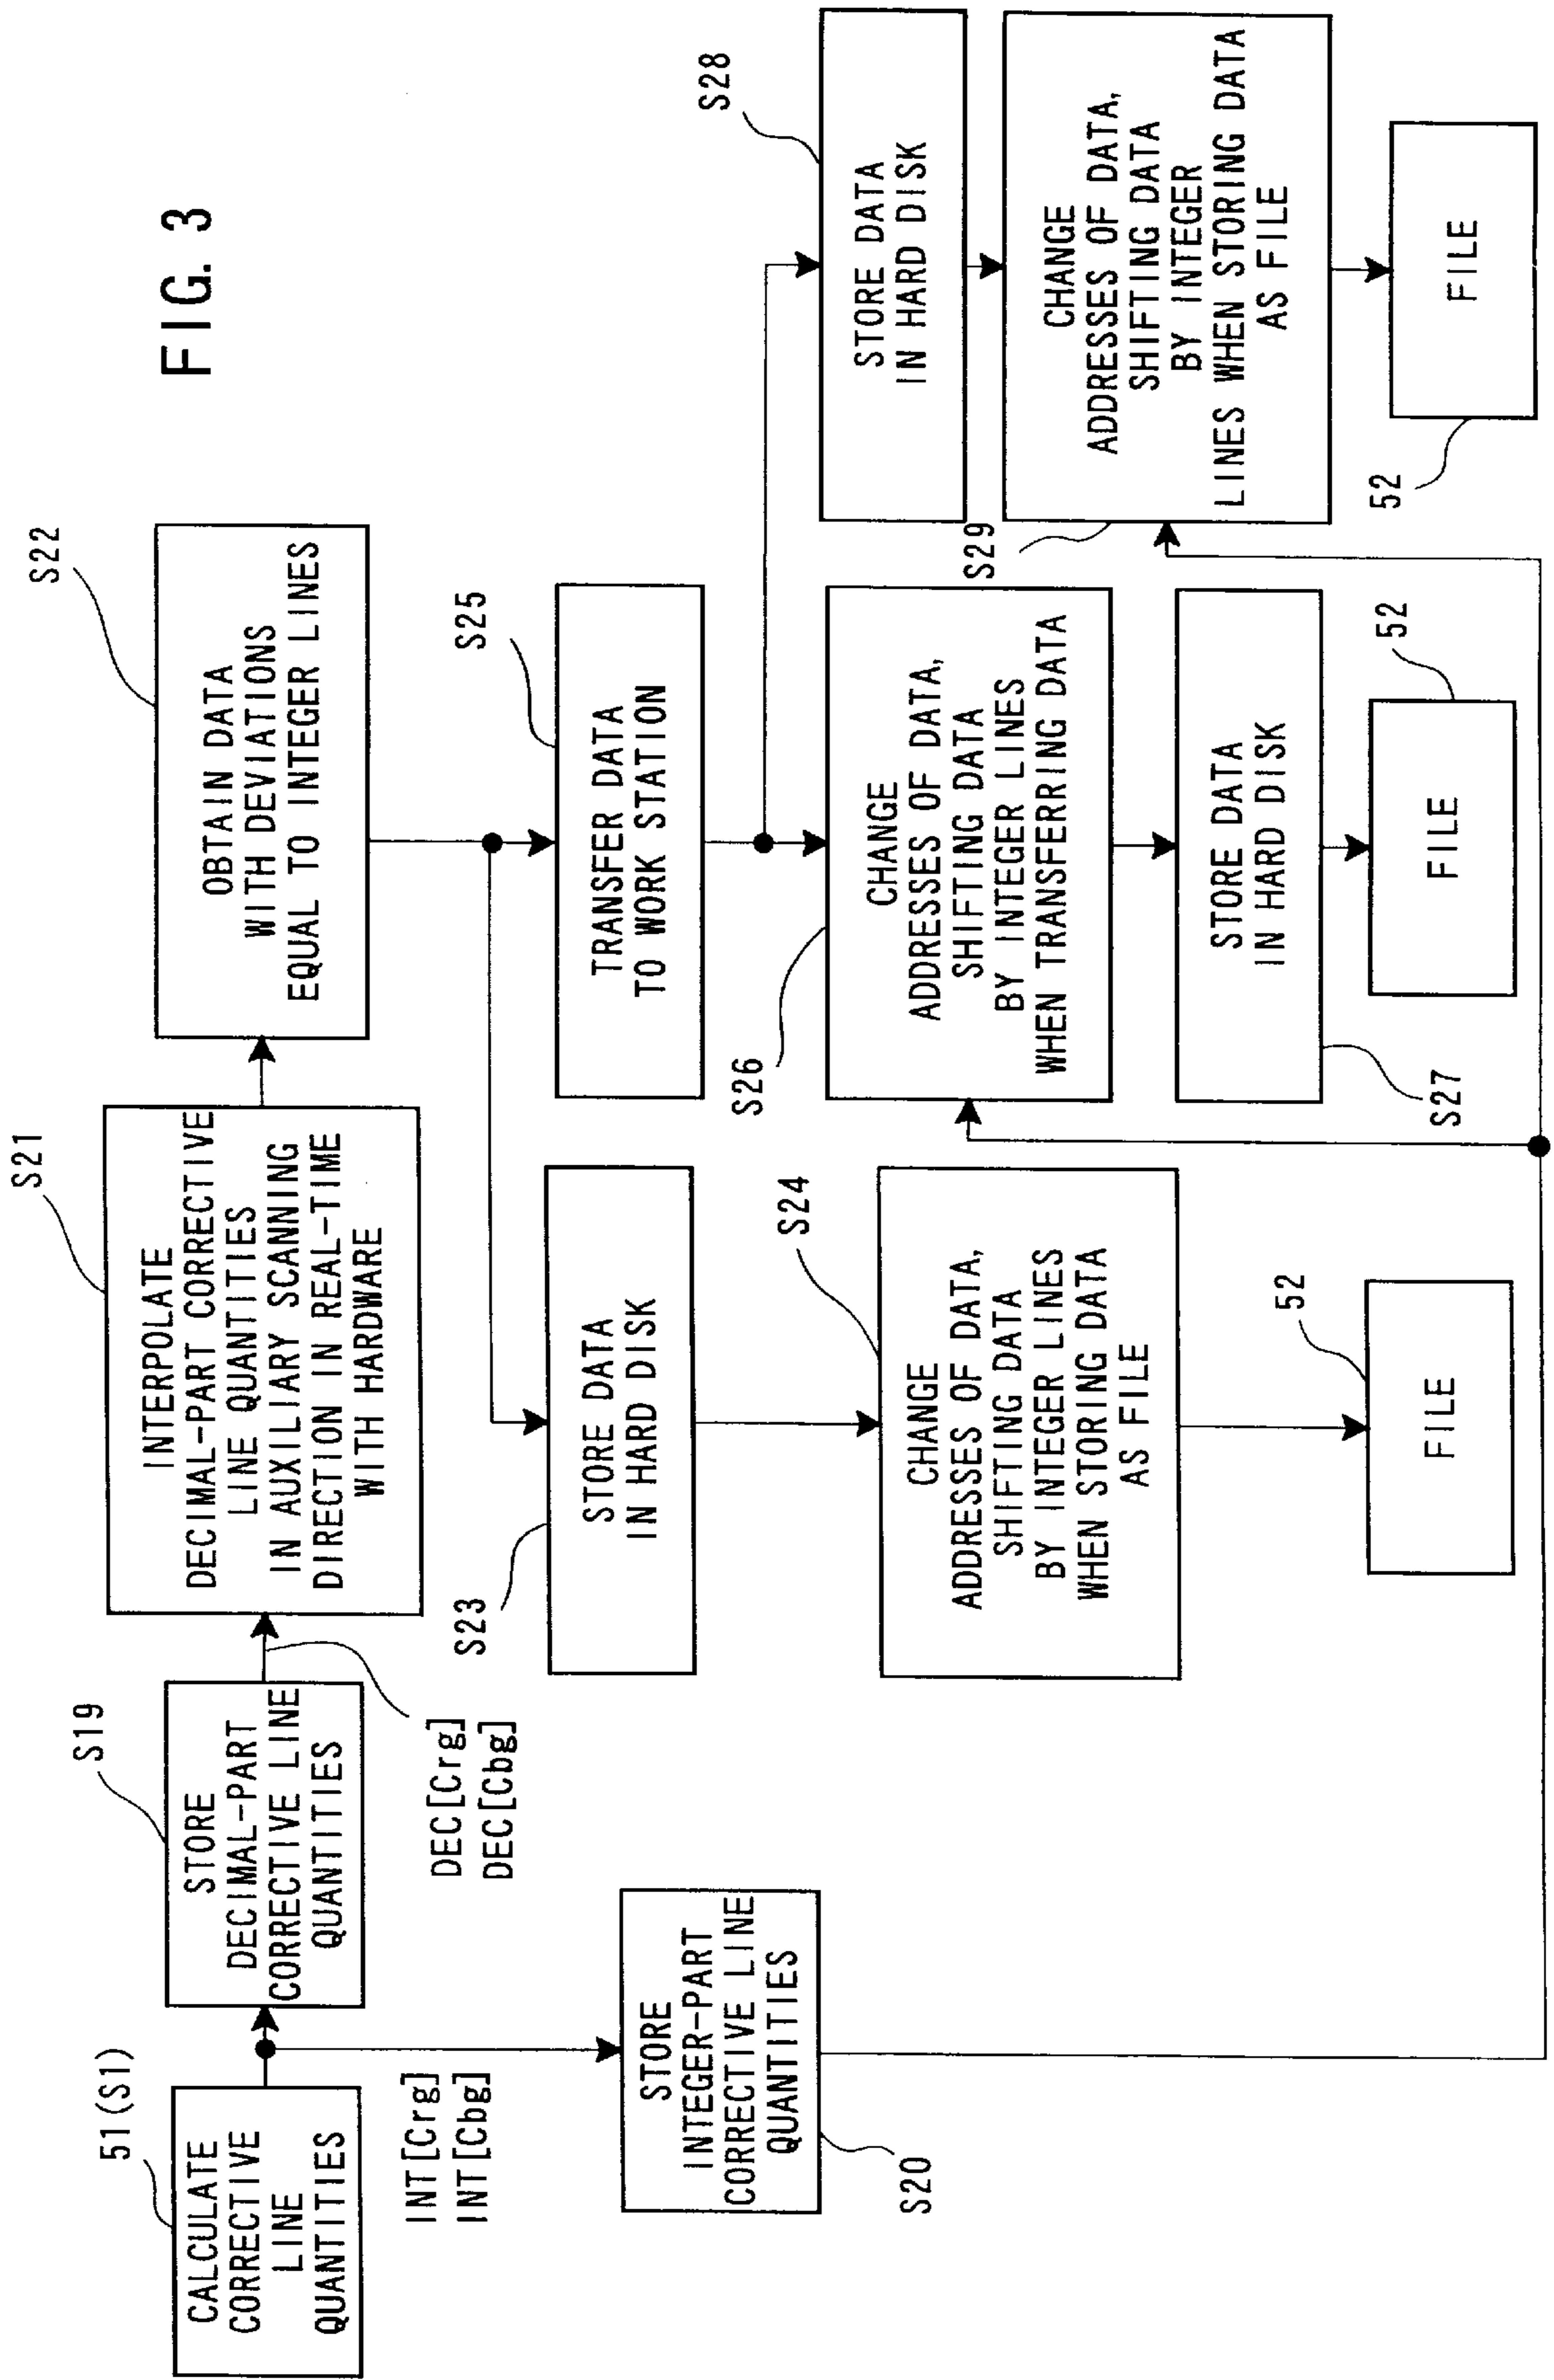 FIG. 3
51(S1)
CALCULATE
CORRECTIVE
LINE
QUANTITIES
S19
STORE
DECIMAL-PART
CORRECTIVE LINE
QUANTITIES
DEC[Crg]
DEC[Cbg]
S21
INTERPOLATE
DECIMAL-PART CORRECTIVE
LINE QUANTITIES
IN AUXILIARY SCANNING
DIRECTION IN REAL-TIME
WITH HARDWARE
S22
OBTAIN DATA
WITH DEVIATIONS
EQUAL TO INTEGER LINES
INT[Crg]
INT[Cbg]
STORE
INTEGER-PART
CORRECTIVE LINE
QUANTITIES
S20
S23
STORE DATA
IN HARD DISK
S24
CHANGE
ADDRESSES OF DATA,
SHIFTING DATA
BY INTEGER LINES
WHEN STORING DATA
AS FILE
52
FILE
S25
TRANSFER DATA
TO WORK STATION
S26
CHANGE
ADDRESSES OF DATA,
SHIFTING DATA
BY INTEGER LINES
WHEN TRANSFERRING DATA
STORE DATA
IN HARD DISK
S27
52
FILE
S28
STORE DATA
IN HARD DISK
S29
CHANGE
ADDRESSES OF DATA,
SHIFTING DATA
BY INTEGER
LINES WHEN STORING DATA
AS FILE
52
FILE